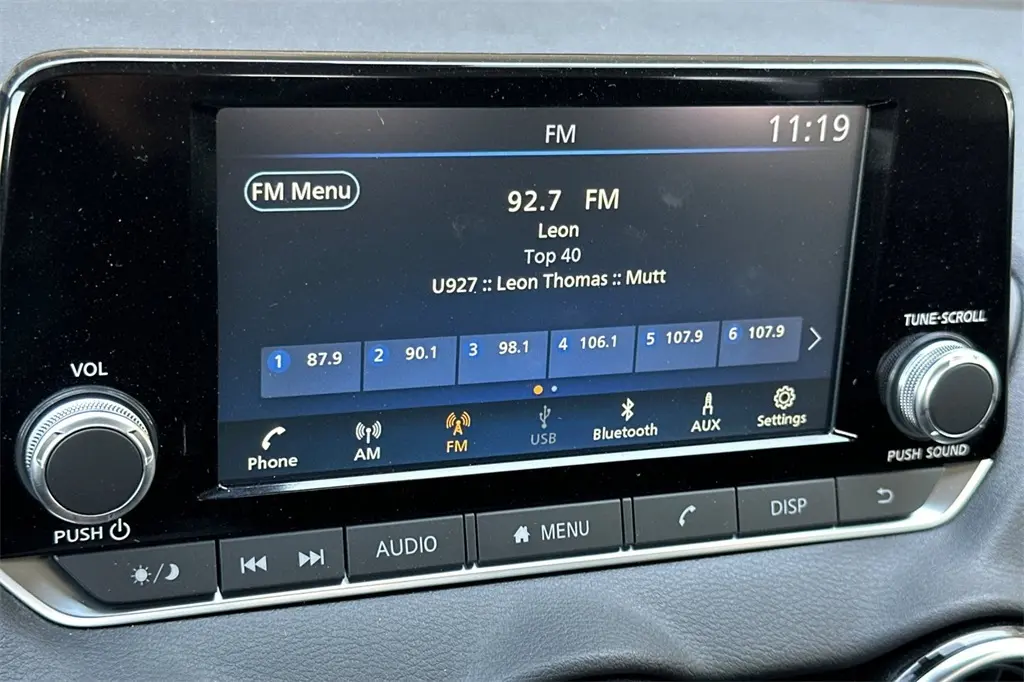 FM
11:19
FM Menu
92.7 FM
Leon
Top 40
U927 :: Leon Thomas :: Mutt
1 87.9
2 90.1
3 98.1
4 106.1
5 107.9
6 107.9
Phone
AM
FM
USB
Bluetooth
AUX
Settings
VOL
PUSH
TUNE·SCROLL
PUSH SOUND
AUDIO
MENU
DISP